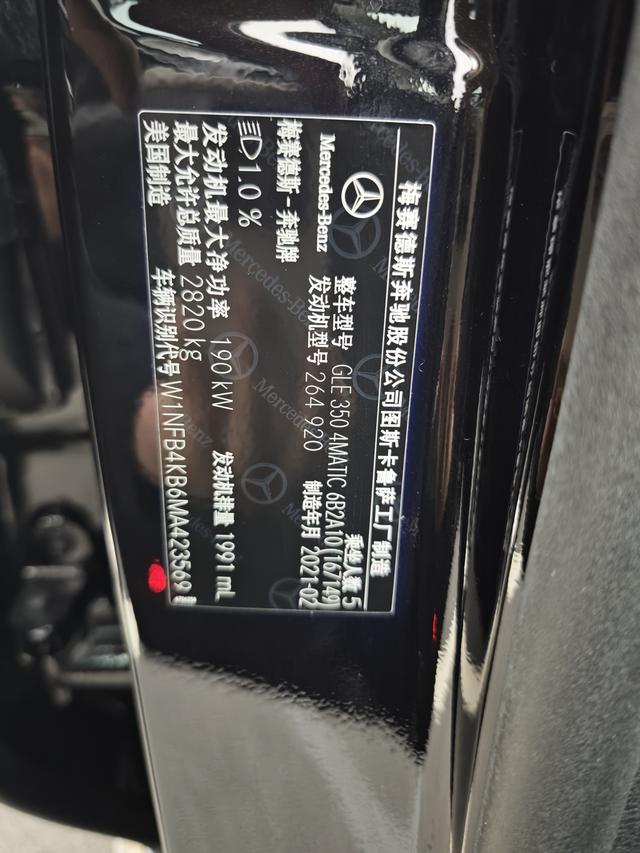 梅赛德斯奔驰股份公司图斯卡鲁萨工厂制造
Mercedes-Benz
整车型号 GLE 350 4MATIC 6B2A10(167149)
乘坐人数 5
发动机型号 264 920
制造年月 2021-02
梅赛德斯-奔驰牌
1.0 %
发动机最大净功率 190 kW
发动机排量 1991 mL
最大允许总质量 2820 kg
美国制造
车辆识别代号 W1NFB4KB6MA423569